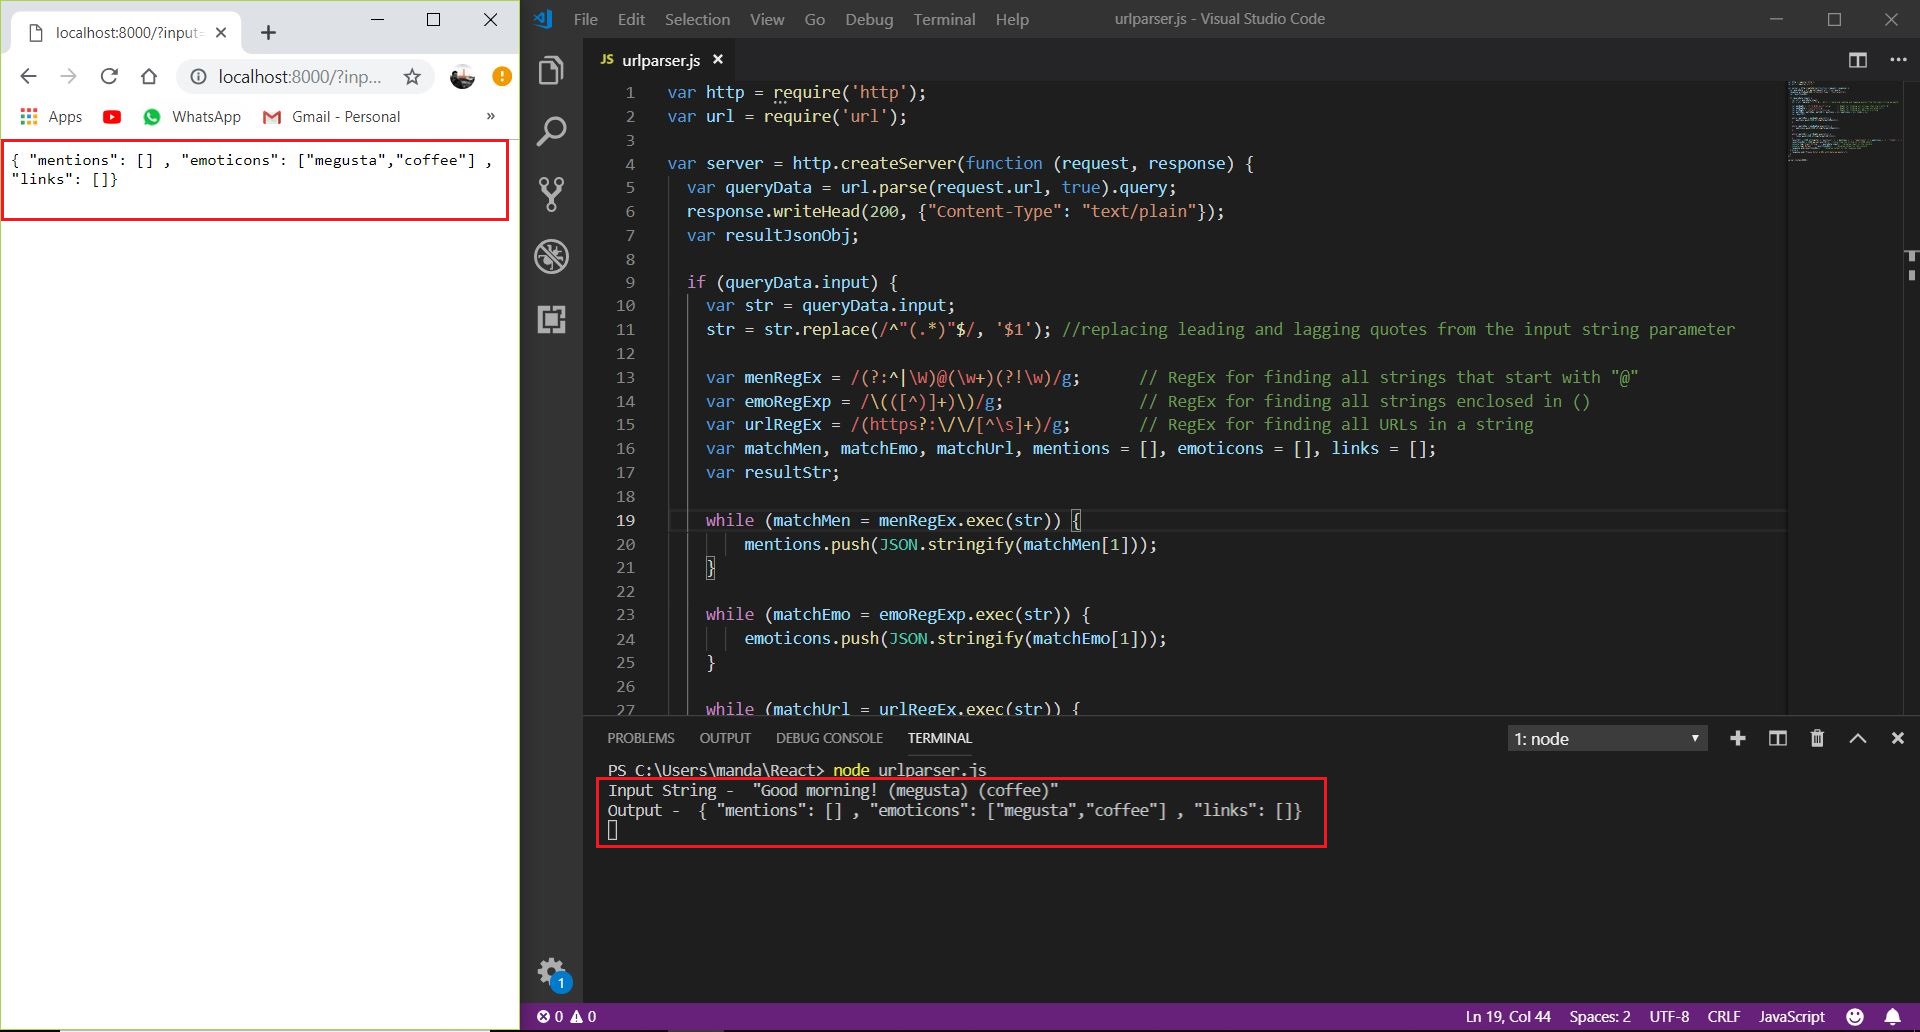 localhost:8000/?input=
localhost:8000/?inp...
Apps WhatsApp Gmail - Personal »
{ "mentions": [] , "emoticons": ["megusta","coffee"] ,
"links": []}
File Edit Selection View Go Debug Terminal Help urlparser.js - Visual Studio Code
JS urlparser.js
1 var http = require('http');
2 var url = require('url');
3
4 var server = http.createServer(function (request, response) {
5 var queryData = url.parse(request.url, true).query;
6 response.writeHead(200, {"Content-Type": "text/plain"});
7 var resultJsonObj;
8
9 if (queryData.input) {
10 var str = queryData.input;
11 str = str.replace(/^"(.*)"$/, '$1'); //replacing leading and lagging quotes from the input string parameter
12
13 var menRegEx = /(?:^|\W)@(\w+)(?!\w)/g; // RegEx for finding all strings that start with "@"
14 var emoRegExp = /\(([^)]+)\)/g; // RegEx for finding all strings enclosed in ()
15 var urlRegEx = /(https?:\/\/[^\s]+)/g; // RegEx for finding all URLs in a string
16 var matchMen, matchEmo, matchUrl, mentions = [], emoticons = [], links = [];
17 var resultStr;
18
19 while (matchMen = menRegEx.exec(str)) {
20 mentions.push(JSON.stringify(matchMen[1]));
21 }
22
23 while (matchEmo = emoRegExp.exec(str)) {
24 emoticons.push(JSON.stringify(matchEmo[1]));
25 }
26
27 while (matchUrl = urlRegEx.exec(str)) {
PROBLEMS OUTPUT DEBUG CONSOLE TERMINAL 1: node
PS C:\Users\manda\React> node urlparser.js
Input String - "Good morning! (megusta) (coffee)"
Output - { "mentions": [] , "emoticons": ["megusta","coffee"] , "links": []}
1
0 0 Ln 19, Col 44 Spaces: 2 UTF-8 CRLF JavaScript